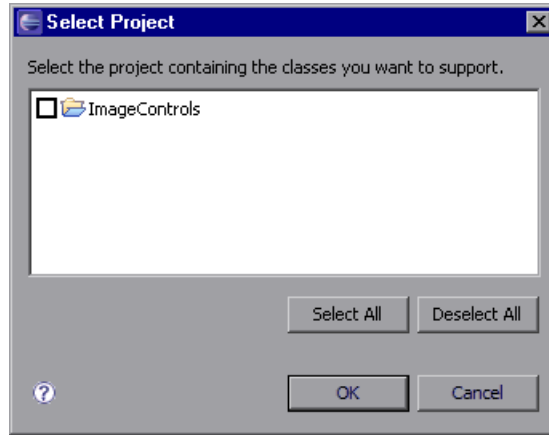 Select Project
Select the project containing the classes you want to support.
ImageControls
Select All Deselect All
? OK Cancel